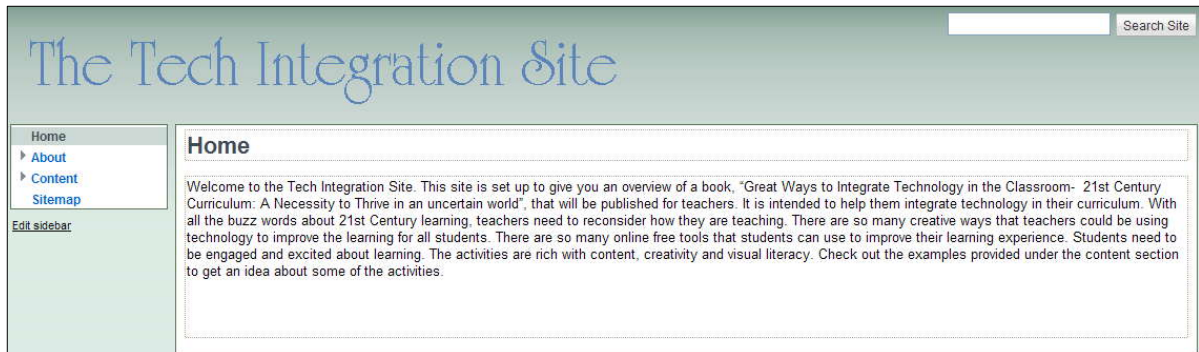 Search Site
The Tech Integration Site
Home
About
Content
Sitemap
Edit sidebar
Home
Welcome to the Tech Integration Site. This site is set up to give you an overview of a book, “Great Ways to Integrate Technology in the Classroom-  21st Century
Curriculum: A Necessity to Thrive in an uncertain world”, that will be published for teachers. It is intended to help them integrate technology in their curriculum. With
all the buzz words about 21st Century learning, teachers need to reconsider how they are teaching. There are so many creative ways that teachers could be using
technology to improve the learning for all students. There are so many online free tools that students can use to improve their learning experience. Students need to
be engaged and excited about learning. The activities are rich with content, creativity and visual literacy. Check out the examples provided under the content section
to get an idea about some of the activities.